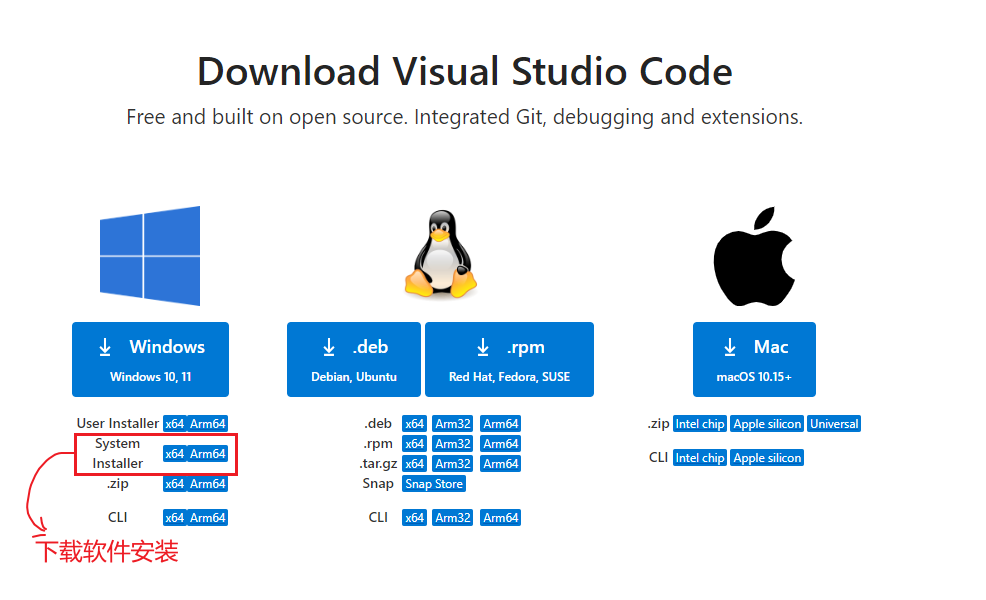 Download Visual Studio Code
Free and built on open source. Integrated Git, debugging and extensions.
Windows
Windows 10, 11
User Installer x64 Arm64
System
Installer x64 Arm64
.zip x64 Arm64
CLI x64 Arm64
.deb
Debian, Ubuntu
.rpm
Red Hat, Fedora, SUSE
.deb x64 Arm32 Arm64
.rpm x64 Arm32 Arm64
.tar.gz x64 Arm32 Arm64
Snap Snap Store
CLI x64 Arm32 Arm64
Mac
macOS 10.15+
.zip Intel chip Apple silicon Universal
CLI Intel chip Apple silicon
下载软件安装